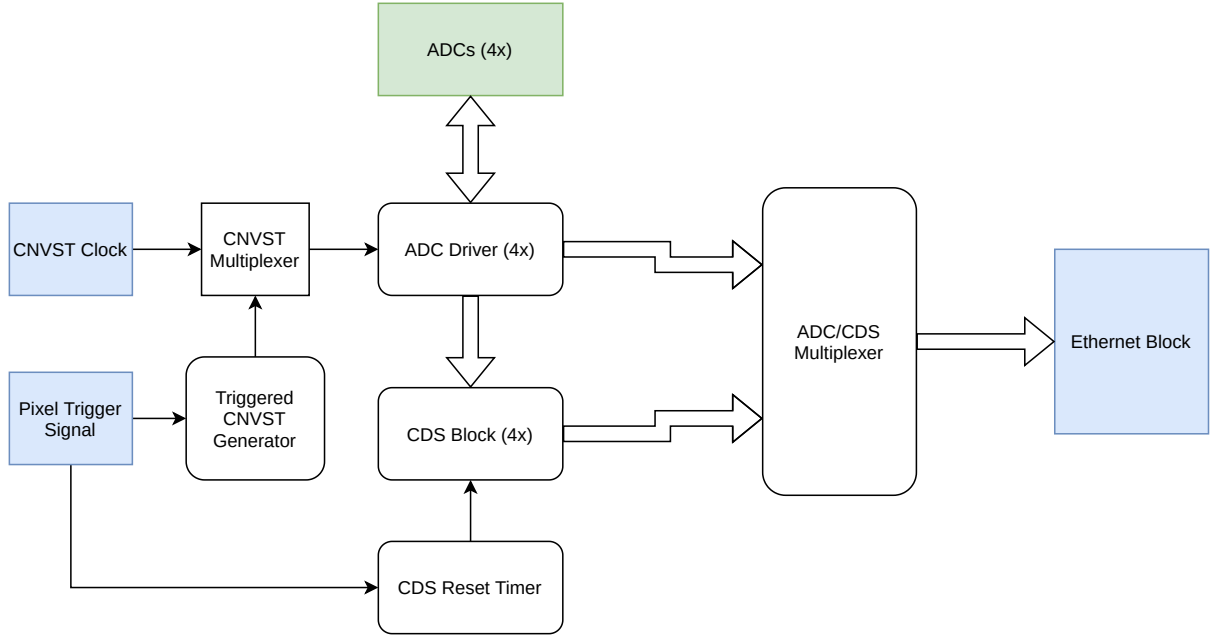 ADCs (4x)
CNVST Clock
CNVST
Multiplexer
ADC Driver (4x)
ADC/CDS
Multiplexer
Ethernet Block
Pixel Trigger
Signal
Triggered
CNVST
Generator
CDS Block (4x)
CDS Reset Timer